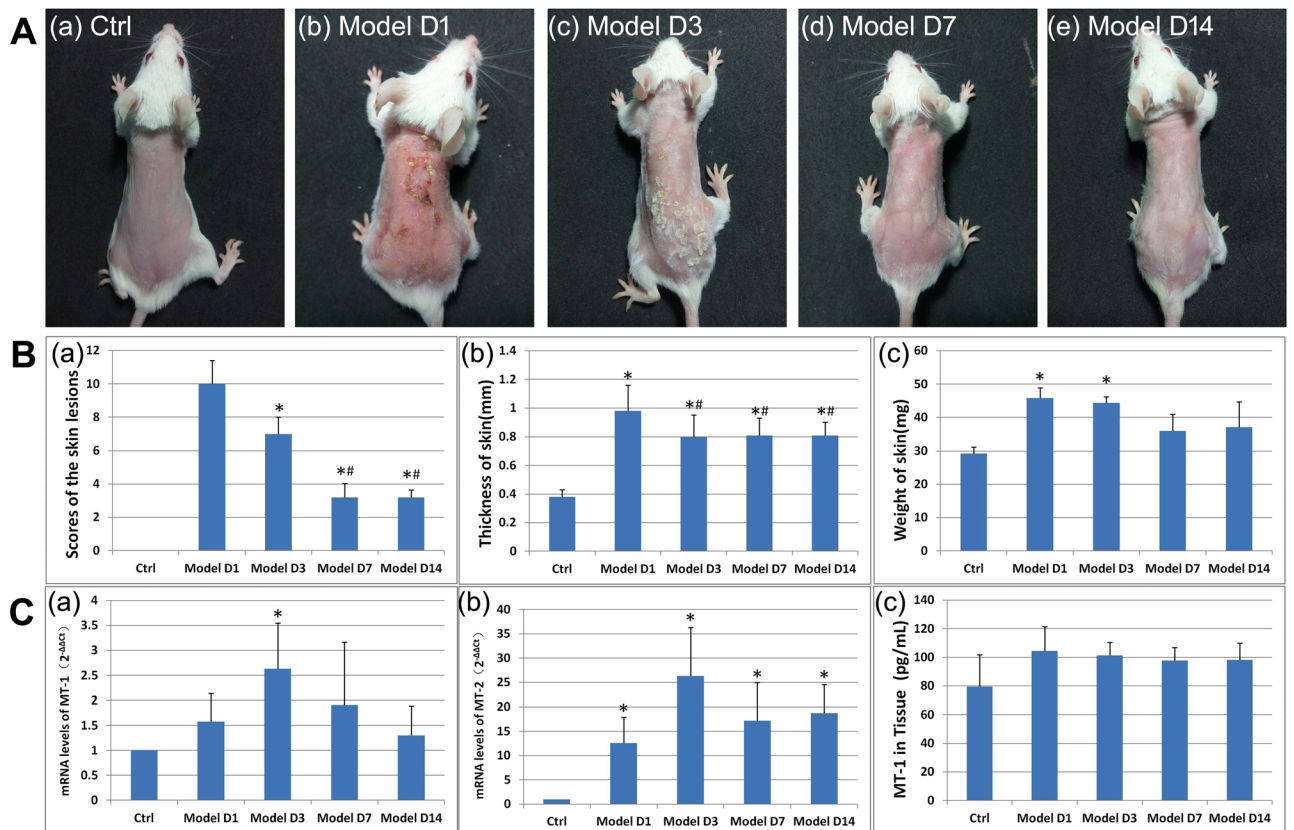 A
(a) Ctrl
(b) Model D1
(c) Model D3
(d) Model D7
(e) Model D14
B
(a)
Scores of the skin lesions
12
10
8
6
4
2
0
*
*#
*#
Ctrl Model D1 Model D3 Model D7 Model D14
(b)
Thickness of skin(mm)
1.4
1.2
1
0.8
0.6
0.4
0.2
0
*
*#
*#
*#
Ctrl Model D1 Model D3 Model D7 Model D14
(c)
Weight of skin(mg)
60
50
40
30
20
10
0
*
*
Ctrl Model D1 Model D3 Model D7 Model D14
C
(a)
mRNA levels of MT-1（2-ΔΔCt）
4
3.5
3
2.5
2
1.5
1
0.5
0
*
Ctrl Model D1 Model D3 Model D7 Model D14
(b)
mRNA levels of MT-2（2-ΔΔCt）
40
35
30
25
20
15
10
5
0
*
*
*
*
Ctrl Model D1 Model D3 Model D7 Model D14
(c)
MT-1 in Tissue (pg/mL)
140
120
100
80
60
40
20
0
Ctrl Model D1 Model D3 Model D7 Model D14